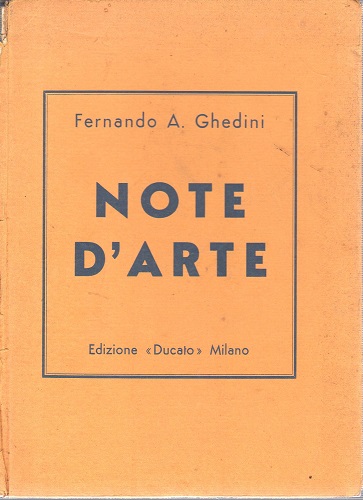 Fernando A. Ghedini
NOTE
D'ARTE
Edizione «Ducato» Milano